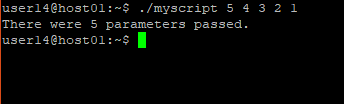 user14@host01:~$ ./myscript 5 4 3 2 1
There were 5 parameters passed.
user14@host01:~$